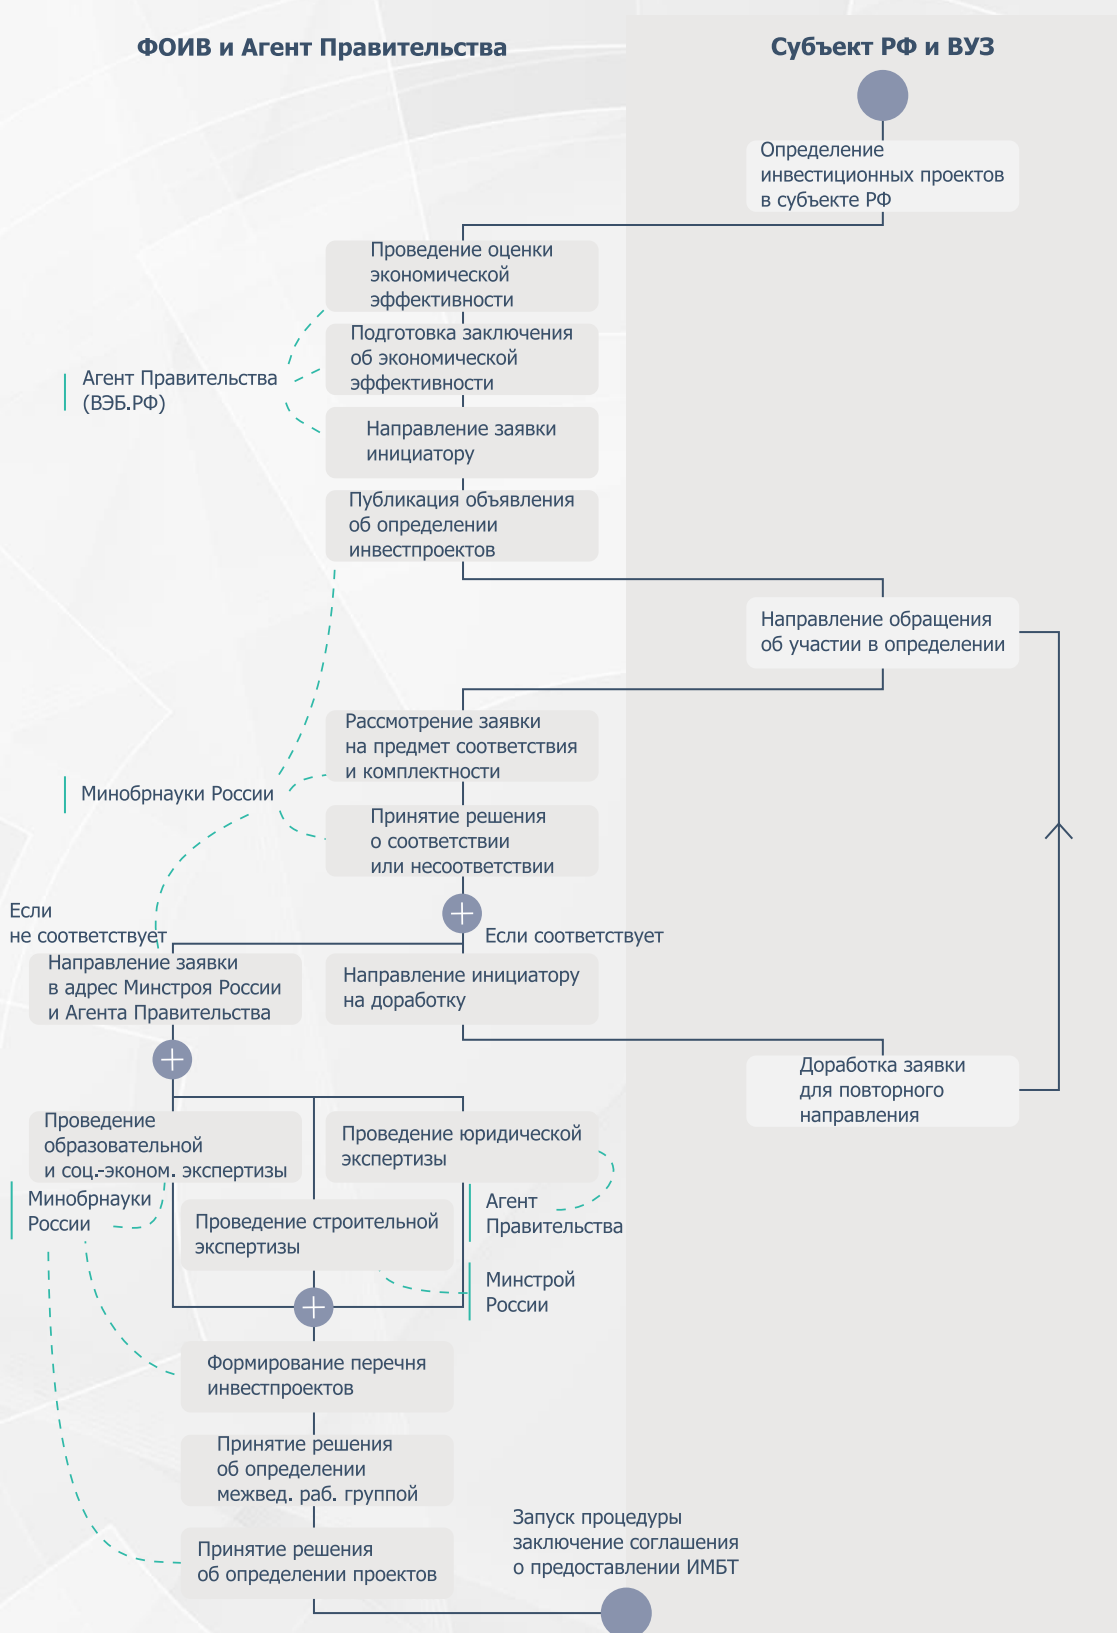 ФОИВ и Агент Правительства
Субъект РФ и ВУЗ
Определение
инвестиционных проектов
в субъекте РФ
Проведение оценки
экономической
эффективности
Подготовка заключения
об экономической
эффективности
Агент Правительства
(ВЭБ.РФ)
Направление заявки
инициатору
Публикация объявления
об определении
инвестпроектов
Направление обращения
об участии в определении
Рассмотрение заявки
на предмет соответствия
и комплектности
Минобрнауки России
Принятие решения
о соответствии
или несоответствии
Если
не соответствует
Если соответствует
Направление заявки
в адрес Минстроя России
и Агента Правительства
Направление инициатору
на доработку
Доработка заявки
для повторного
направления
Проведение
образовательной
и соц.-эконом. экспертизы
Проведение юридической
экспертизы
Минобрнауки
России
Агент
Правительства
Проведение строительной
экспертизы
Минстрой
России
Формирование перечня
инвестпроектов
Принятие решения
об определении
межвед. раб. группой
Запуск процедуры
заключение соглашения
о предоставлении ИМБТ
Принятие решения
об определении проектов